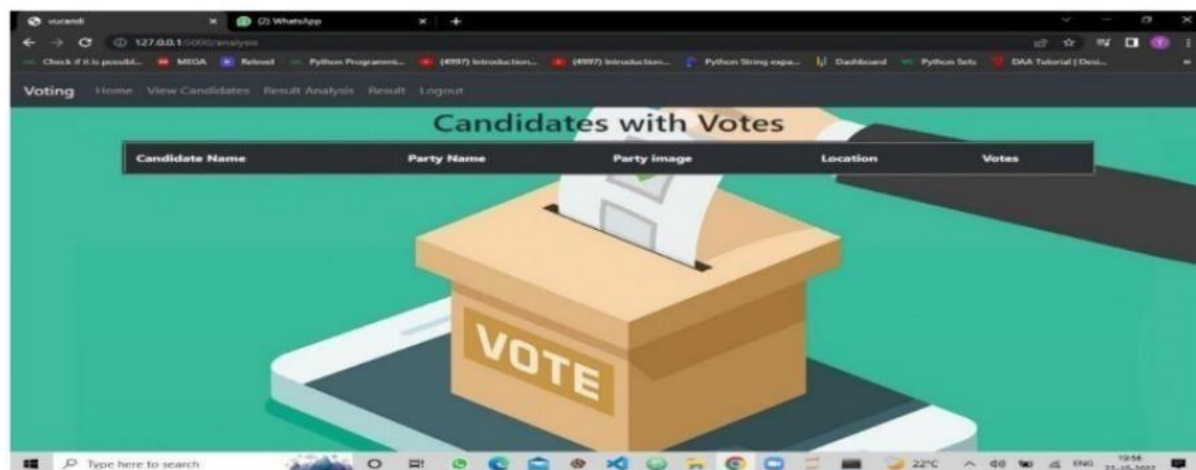 vucandi (2) WhatsApp
127.0.0.1:5000/analysis
Check if it is possibl... MEGA Relevel Python Programmi... (4997) Introduction... (4997) Introduction... Python String expa... Dashboard Python Sets DAA Tutorial | Desi...
Voting Home View Candidates Result Analysis Result Logout
Candidates with Votes
Candidate Name Party Name Party image Location Votes
VOTE
Type here to search 22°C ENG 19:56